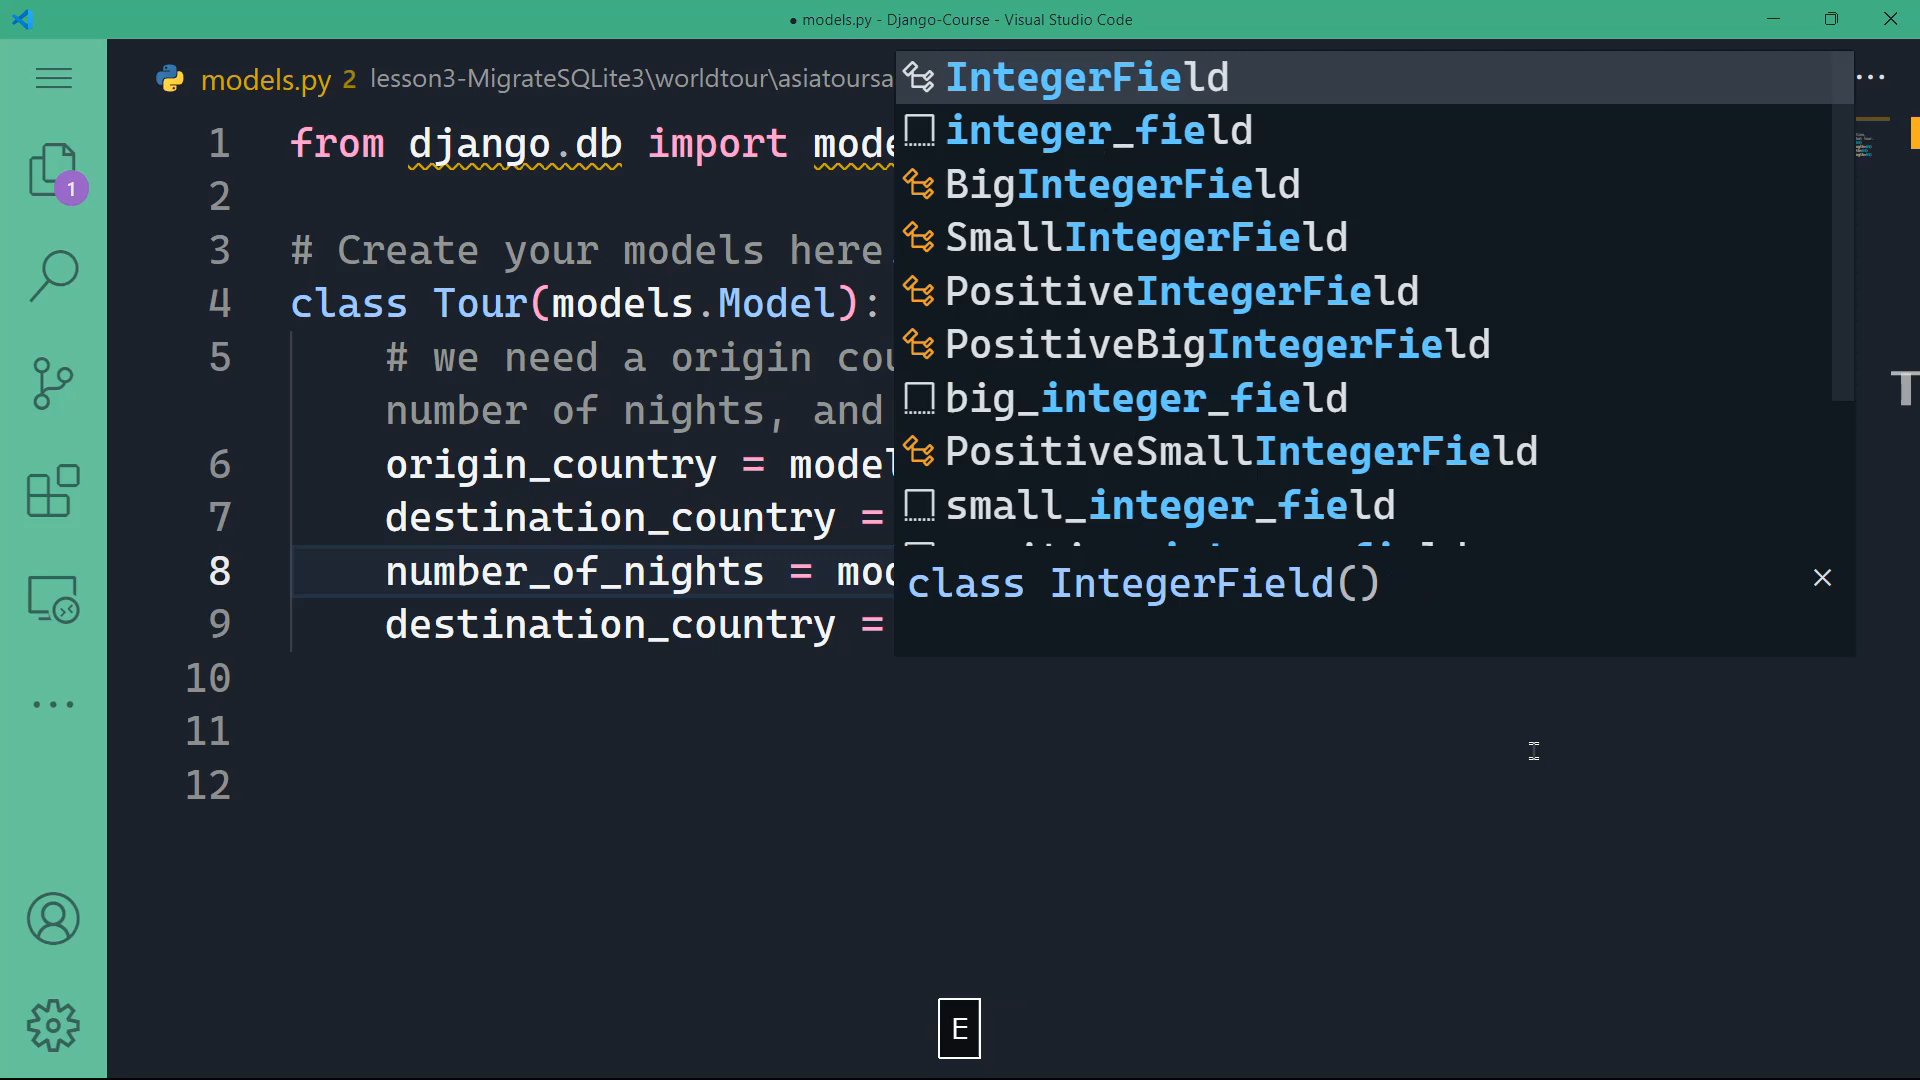 ● models.py - Django-Course - Visual Studio Code
models.py 2 lesson3-MigrateSQLite3\worldtour\asiatoursa
1 from django.db import mode
2
3 # Create your models here.
4 class Tour(models.Model):
5 # we need a origin cou
number of nights, and
6 origin_country = model
7 destination_country =
8 number_of_nights = mod
9 destination_country =
10
11
12
IntegerField
integer_field
BigIntegerField
SmallIntegerField
PositiveIntegerField
PositiveBigIntegerField
big_integer_field
PositiveSmallIntegerField
small_integer_field
class IntegerField()
1
E